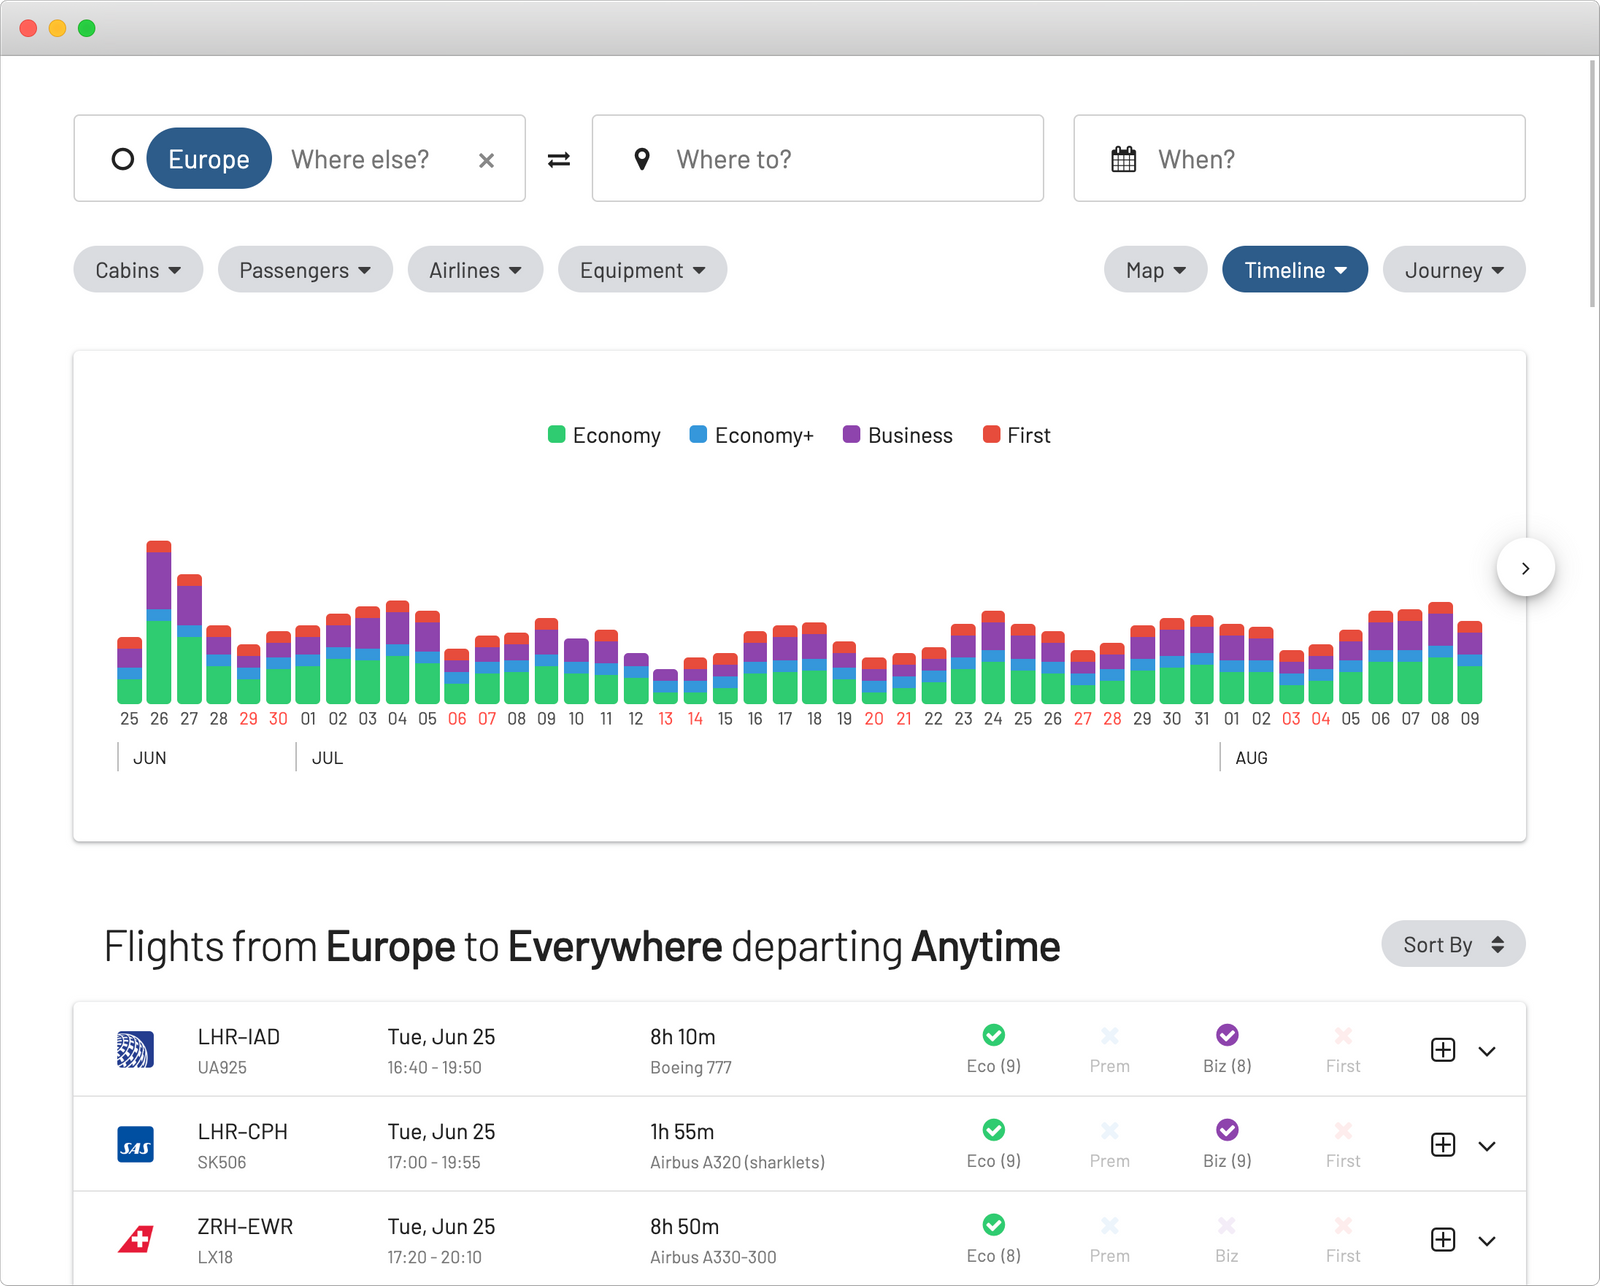 Europe Where else? Where to? When?
Cabins Passengers Airlines Equipment Map Timeline Journey
Economy Economy+ Business First
25 26 27 28 29 30 01 02 03 04 05 06 07 08 09 10 11 12 13 14 15 16 17 18 19 20 21 22 23 24 25 26 27 28 29 30 31 01 02 03 04 05 06 07 08 09
JUN JUL AUG
Flights from Europe to Everywhere departing Anytime Sort By
LHR–IAD Tue, Jun 25 8h 10m
UA925 16:40 - 19:50 Boeing 777 Eco (9) Prem Biz (8) First
LHR–CPH Tue, Jun 25 1h 55m
SAS SK506 17:00 - 19:55 Airbus A320 (sharklets) Eco (9) Prem Biz (9) First
ZRH–EWR Tue, Jun 25 8h 50m
LX18 17:20 - 20:10 Airbus A330-300 Eco (8) Prem Biz First